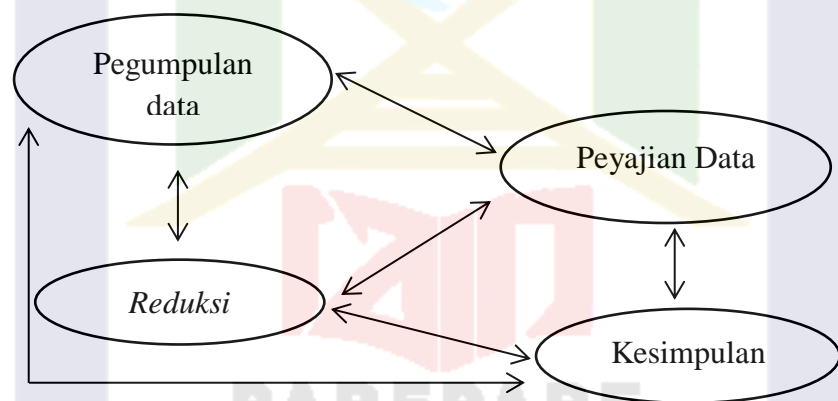 Pegumpulan
data
Peyajian Data
Reduksi
Kesimpulan
PAREPARE